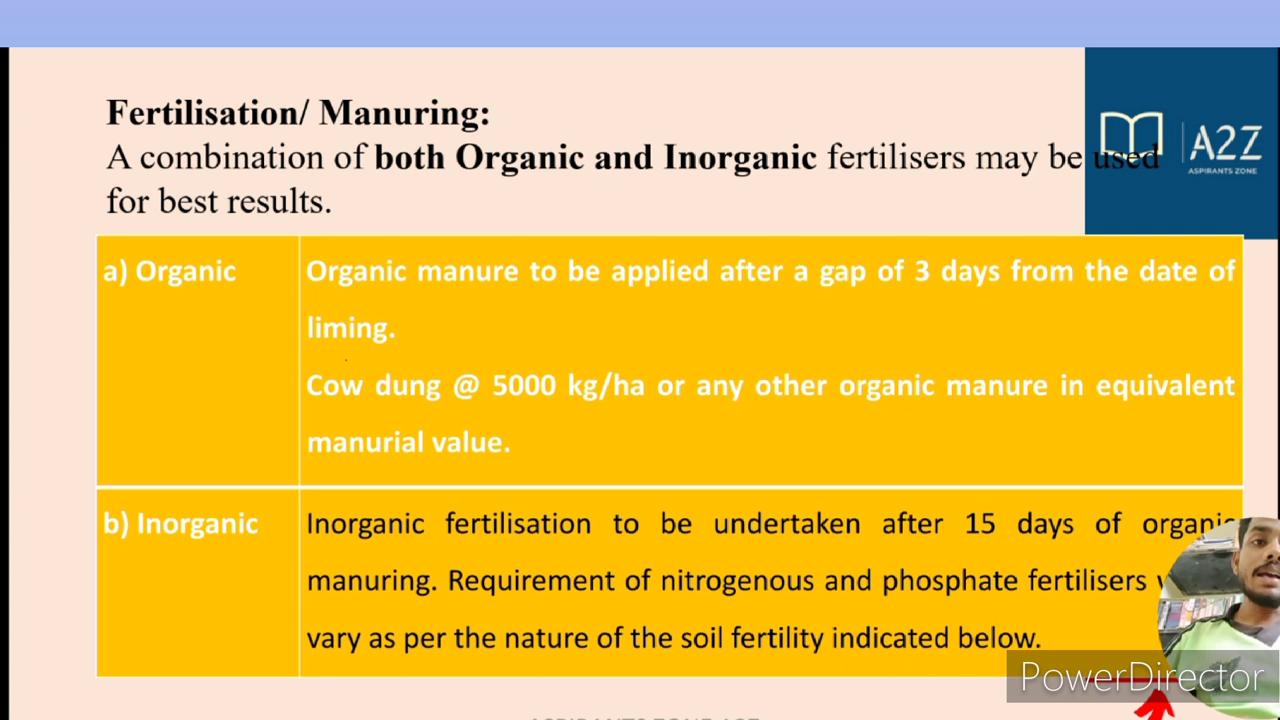 Fertilisation/ Manuring:
A combination of both Organic and Inorganic fertilisers may be used
for best results.
A2Z
ASPIRANTS ZONE
a) Organic
Organic manure to be applied after a gap of 3 days from the date of
liming.
Cow dung @ 5000 kg/ha or any other organic manure in equivalent
manurial value.
b) Inorganic
Inorganic fertilisation to be undertaken after 15 days of organic
manuring. Requirement of nitrogenous and phosphate fertilisers
vary as per the nature of the soil fertility indicated below.
PowerDirector